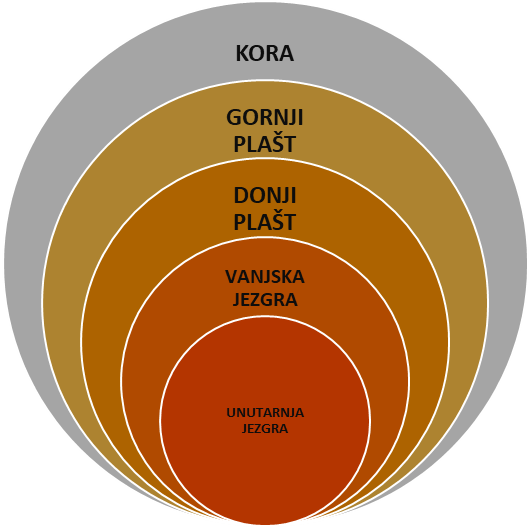 KORA
GORNJI
PLAŠT
DONJI
PLAŠT
VANJSKA
JEZGRA
UNUTARNJA
JEZGRA